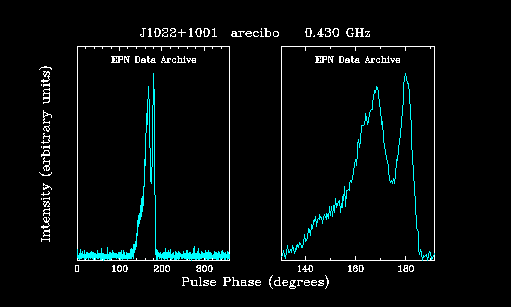 J1022+1001 arecibo 0.430 GHz
EPN Data Archive
EPN Data Archive
Intensity (arbitrary units)
0 100 200 300
140 160 180
Pulse Phase (degrees)